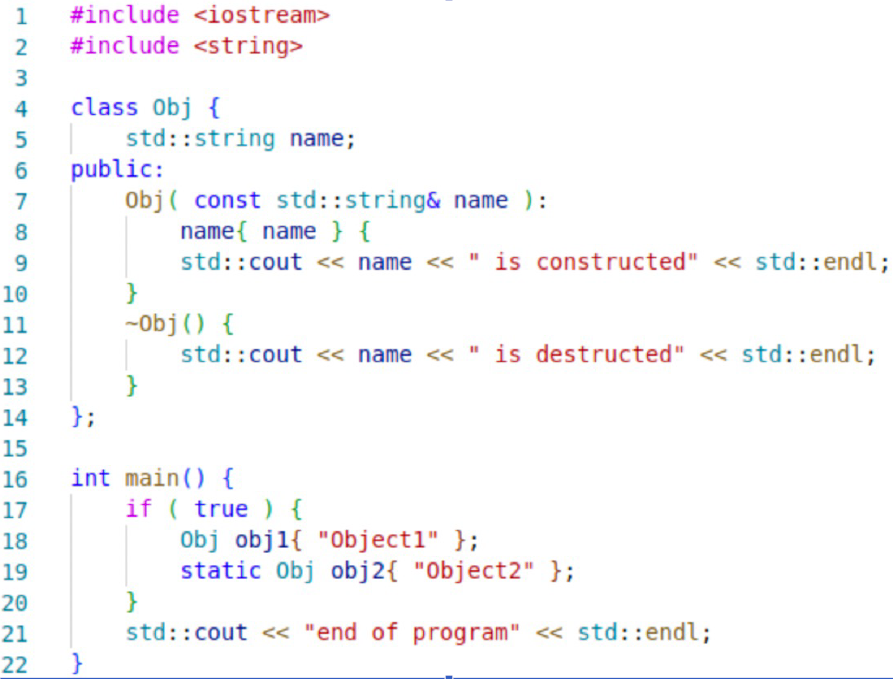 1 #include <iostream>
2 #include <string>
3
4 class Obj {
5     std::string name;
6 public:
7     Obj( const std::string& name ):
8         name{ name } {
9         std::cout << name << " is constructed" << std::endl;
10     }
11     ~Obj() {
12         std::cout << name << " is destructed" << std::endl;
13     }
14 };
15
16 int main() {
17     if ( true ) {
18         Obj obj1{ "Object1" };
19         static Obj obj2{ "Object2" };
20     }
21     std::cout << "end of program" << std::endl;
22 }